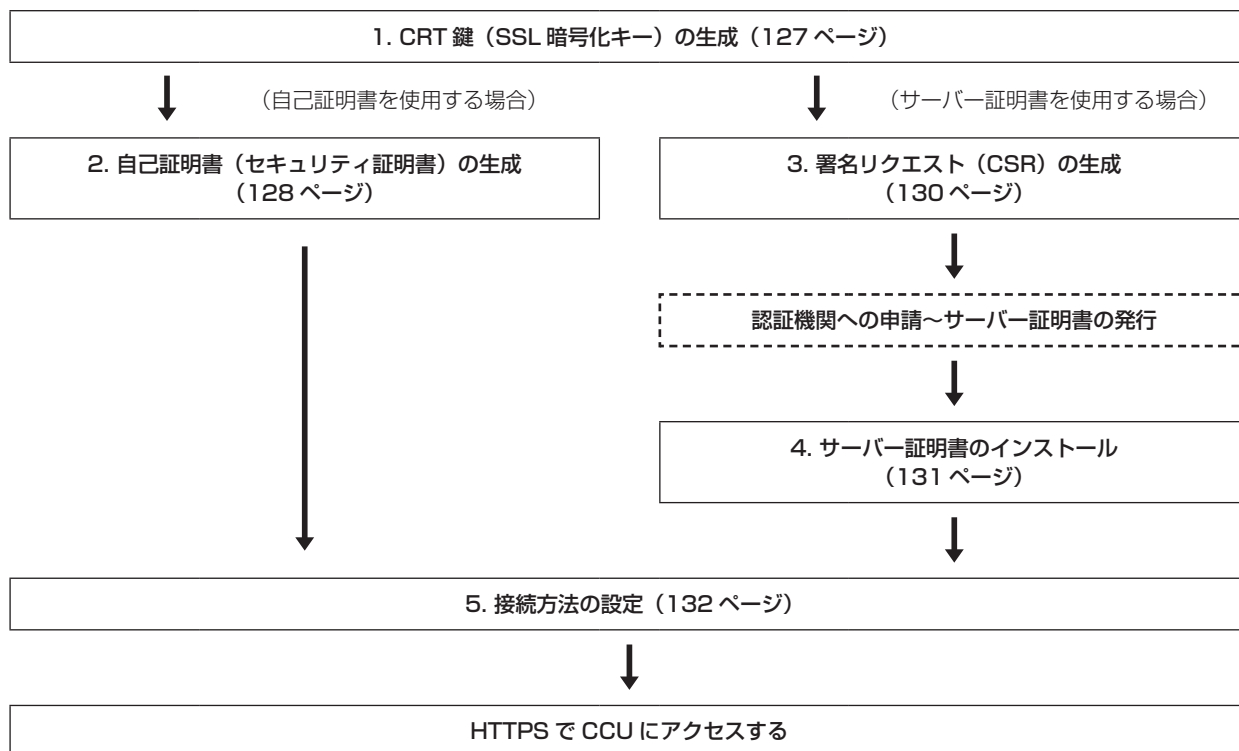 1. CRT 鍵（SSL 暗号化キー）の生成（127 ページ）
（自己証明書を使用する場合）
（サーバー証明書を使用する場合）
2. 自己証明書（セキュリティ証明書）の生成
（128 ページ）
3. 署名リクエスト（CSR）の生成
（130 ページ）
認証機関への申請～サーバー証明書の発行
4. サーバー証明書のインストール
（131 ページ）
5. 接続方法の設定（132 ページ）
HTTPS で CCU にアクセスする